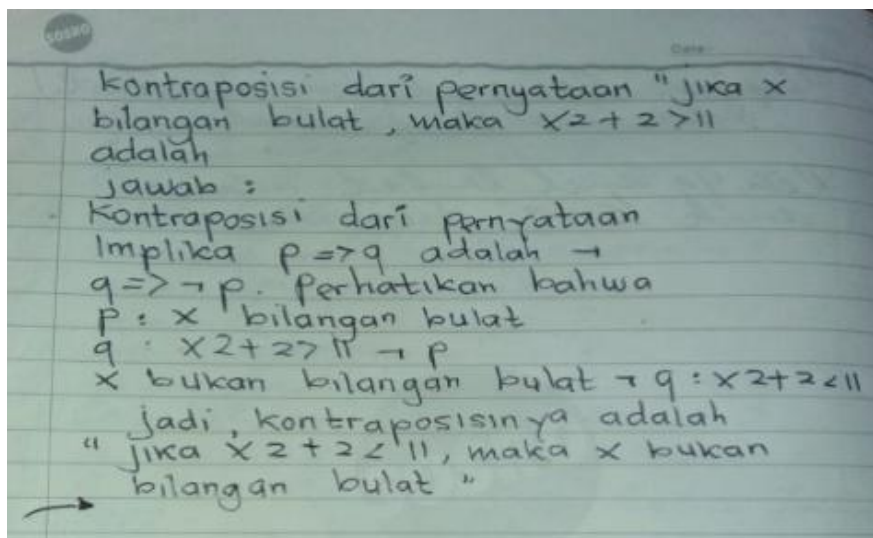 SOSRO
Date:
Kontraposisi dari pernyataan "jika x
bilangan bulat, maka x2+2>11
adalah
jawab :
Kontraposisi dari pernyataan
Implika p=>q adalah ¬
q=>¬p. Perhatikan bahwa
P : x bilangan bulat
q : x2+2>11 ¬ p
x bukan bilangan bulat ¬ q : x2+2<11
jadi, kontraposisinya adalah
"jika x2+2<11, maka x bukan
bilangan bulat"